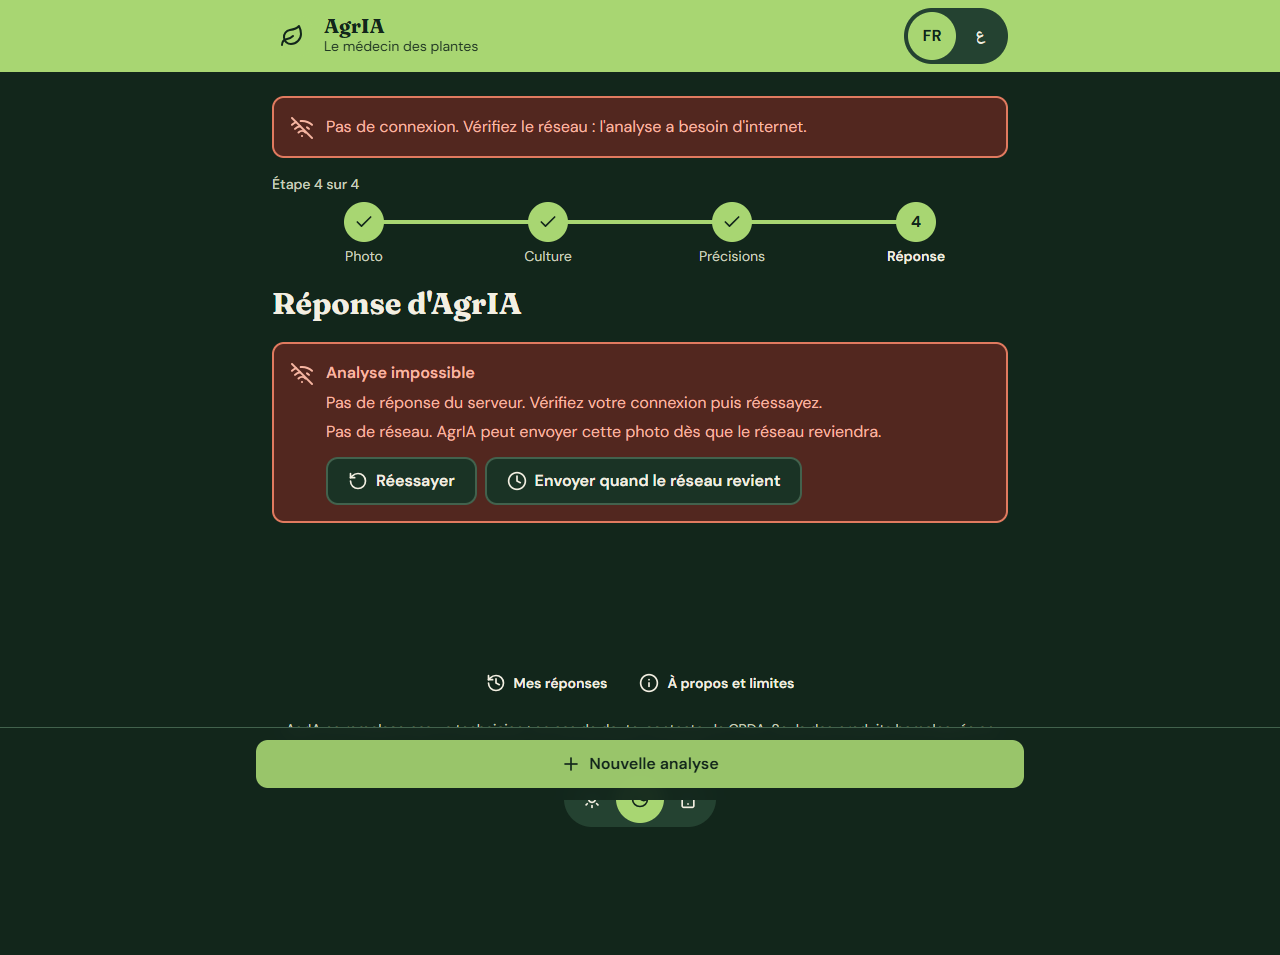 AgrIA
Le médecin des plantes
FR
ع
Pas de connexion. Vérifiez le réseau : l'analyse a besoin d'internet.
Étape 4 sur 4
4
Photo
Culture
Précisions
Réponse
Réponse d'AgrIA
Analyse impossible
Pas de réponse du serveur. Vérifiez votre connexion puis réessayez.
Pas de réseau. AgrIA peut envoyer cette photo dès que le réseau reviendra.
Réessayer
Envoyer quand le réseau revient
Mes réponses
À propos et limites
Nouvelle analyse